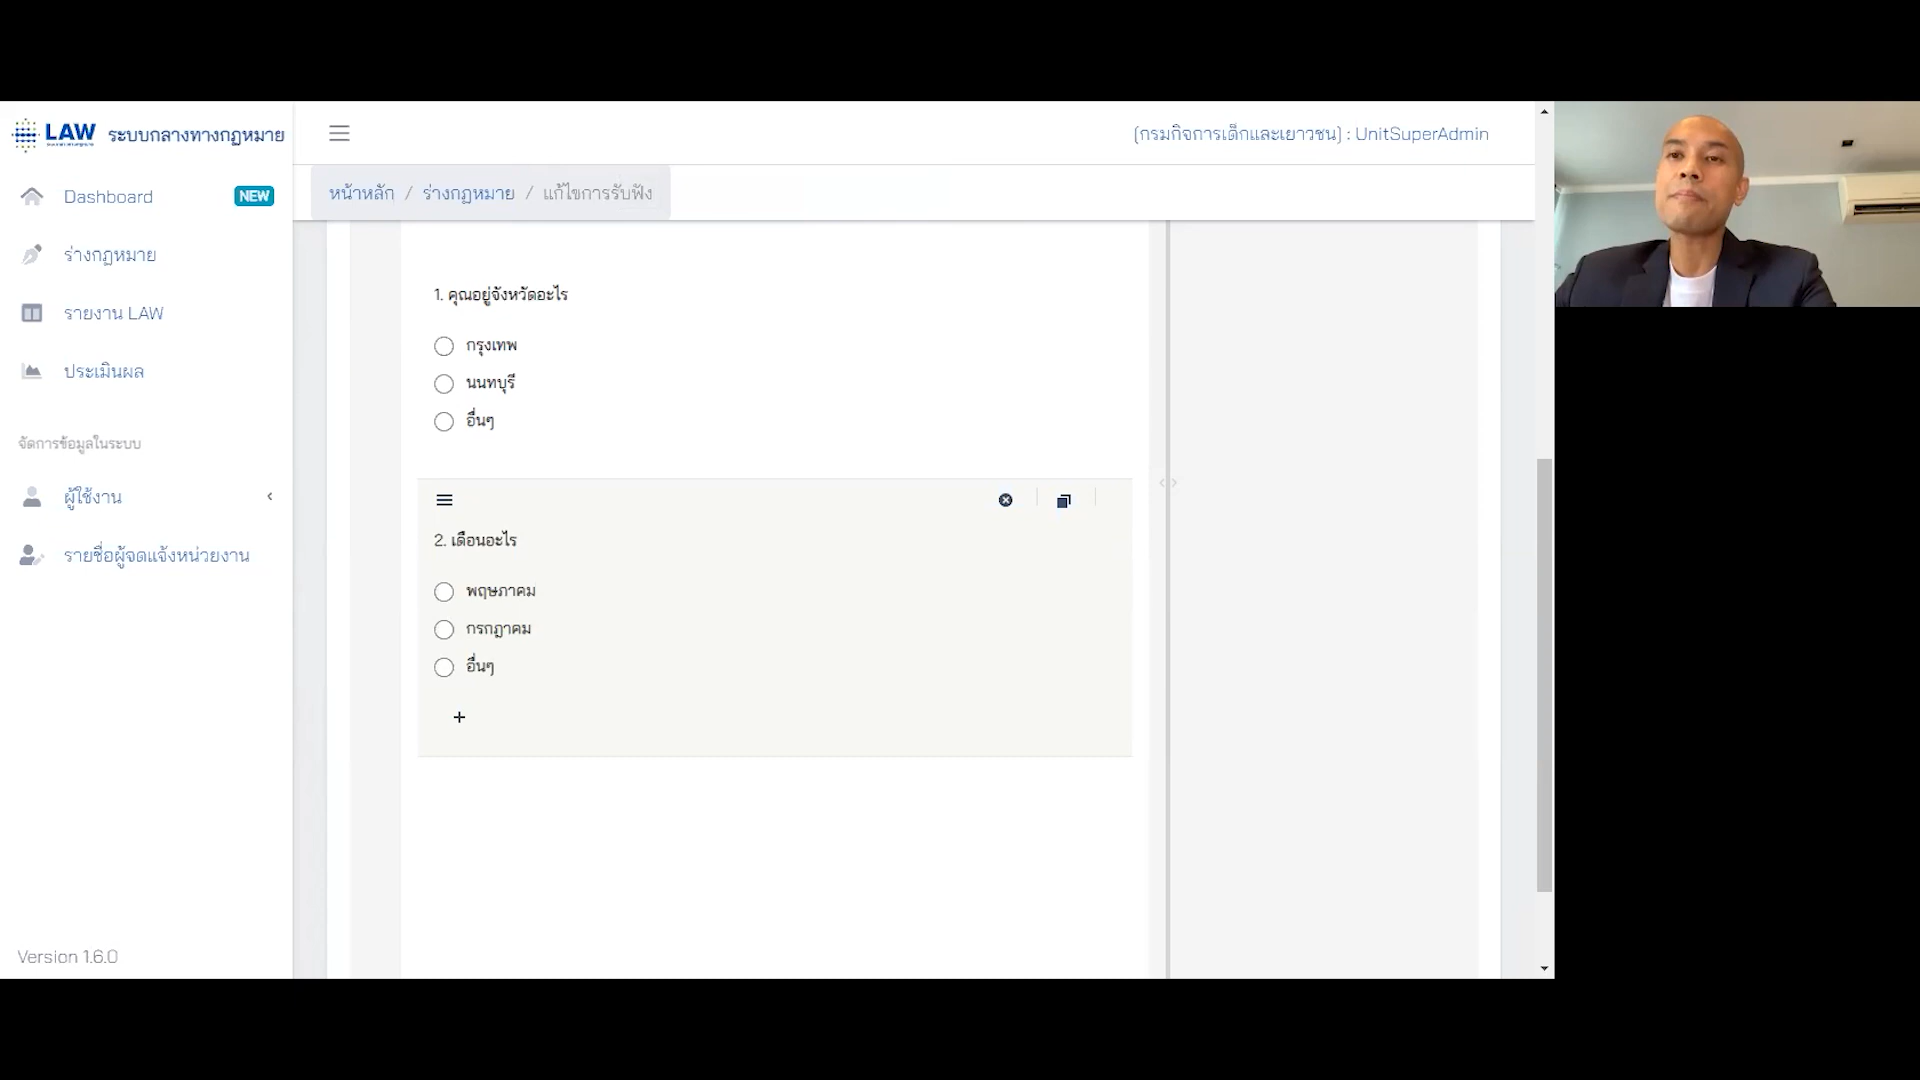 LAW ระบบกลางทางกฎหมาย
(กรมกิจการเด็กและเยาวชน) : UnitSuperAdmin
หน้าหลัก / ร่างกฎหมาย / แก้ไขการรับฟัง
Dashboard NEW
ร่างกฎหมาย
รายงาน LAW
ประเมินผล
จัดการข้อมูลในระบบ
ผู้ใช้งาน
รายชื่อผู้จดแจ้งหน่วยงาน
Version 1.6.0
1. คุณอยู่จังหวัดอะไร
กรุงเทพ
นนทบุรี
อื่นๆ
2. เดือนอะไร
พฤษภาคม
กรกฎาคม
อื่นๆ